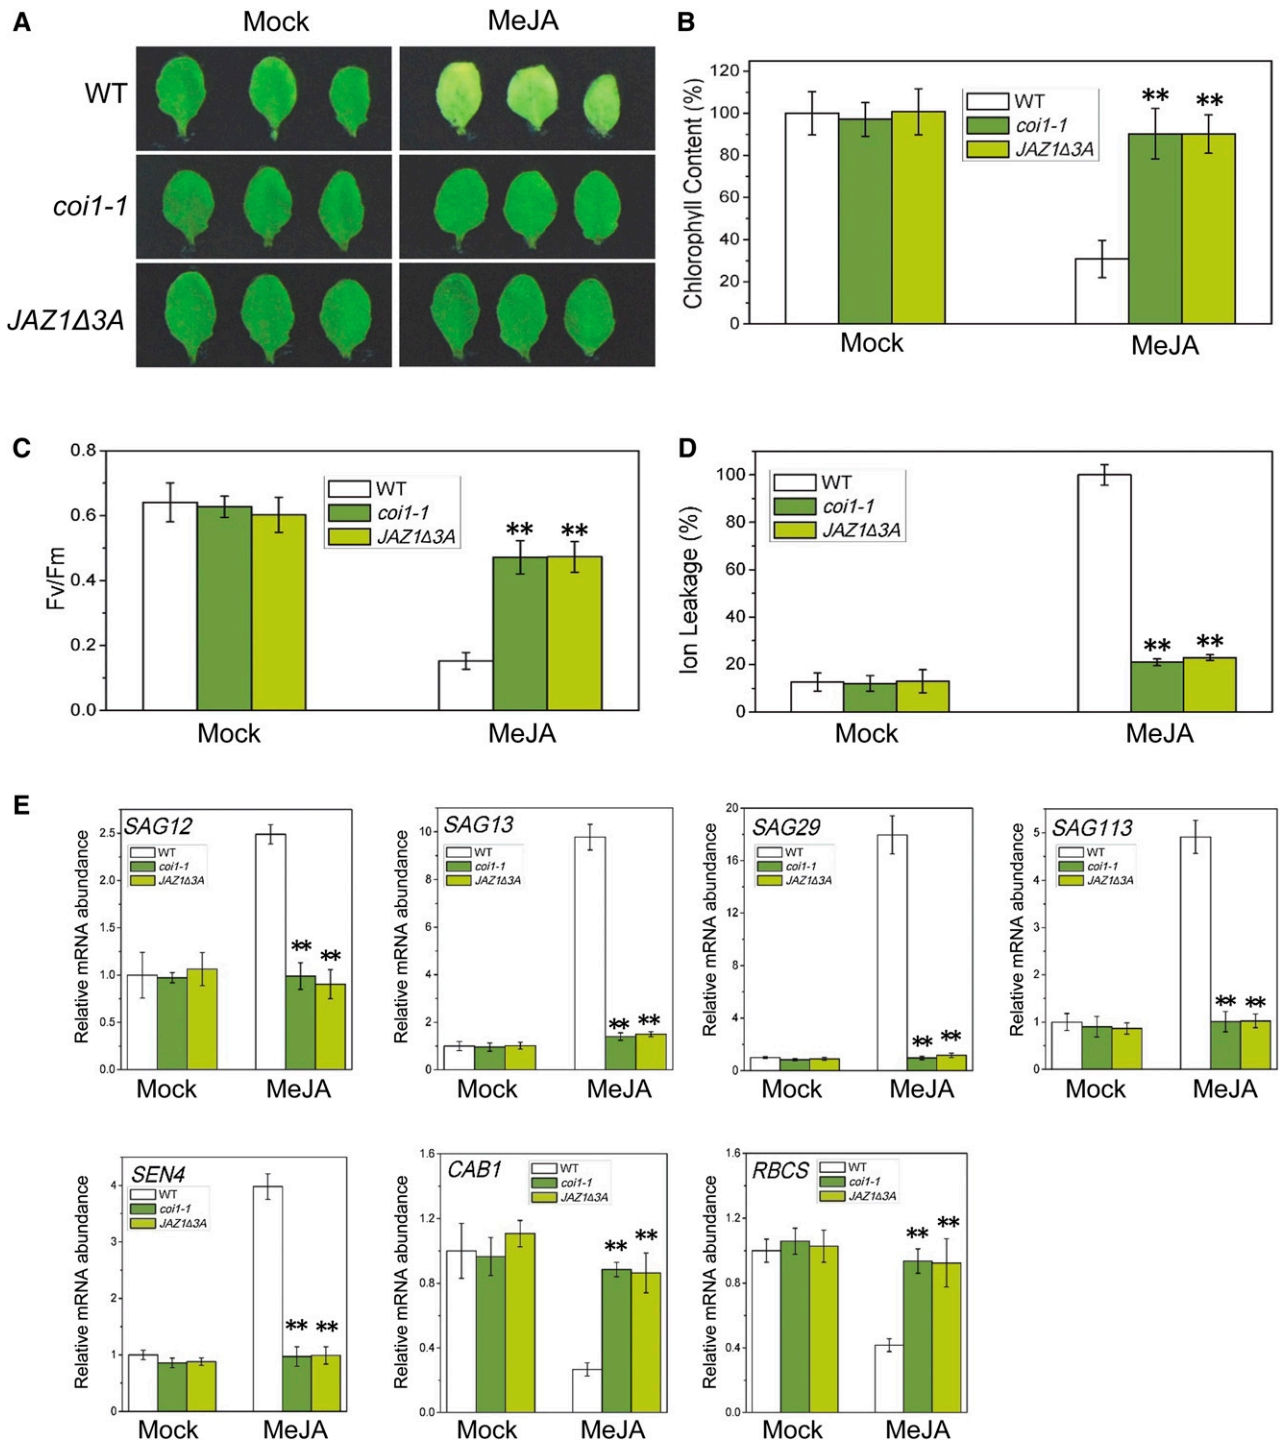 A
Mock
MeJA
WT
coi1-1
JAZ1Δ3A
B
Chlorophyll Content (%)
120
100
80
60
40
20
0
WT
coi1-1
JAZ1Δ3A
**
**
Mock
MeJA
C
Fv/Fm
0.8
0.6
0.4
0.2
0.0
WT
coi1-1
JAZ1Δ3A
**
**
Mock
MeJA
D
Ion Leakage (%)
100
80
60
40
20
0
WT
coi1-1
JAZ1Δ3A
**
**
Mock
MeJA
E
Relative mRNA abundance
2.5
2.0
1.5
1.0
0.5
0.0
SAG12
WT
coi1-1
JAZ1Δ3A
**
**
Mock
MeJA
Relative mRNA abundance
10
8
6
4
2
0
SAG13
WT
coi1-1
JAZ1Δ3A
**
**
Mock
MeJA
Relative mRNA abundance
20
16
12
8
4
0
SAG29
WT
coi1-1
JAZ1Δ3A
**
**
Mock
MeJA
Relative mRNA abundance
5
4
3
2
1
0
SAG113
WT
coi1-1
JAZ1Δ3A
**
**
Mock
MeJA
Relative mRNA abundance
4
3
2
1
0
SEN4
WT
coi1-1
JAZ1Δ3A
**
**
Mock
MeJA
Relative mRNA abundance
1.6
1.2
0.8
0.4
0.0
CAB1
WT
coi1-1
JAZ1Δ3A
**
**
Mock
MeJA
Relative mRNA abundance
1.6
1.2
0.8
0.4
0.0
RBCS
WT
coi1-1
JAZ1Δ3A
**
**
Mock
MeJA